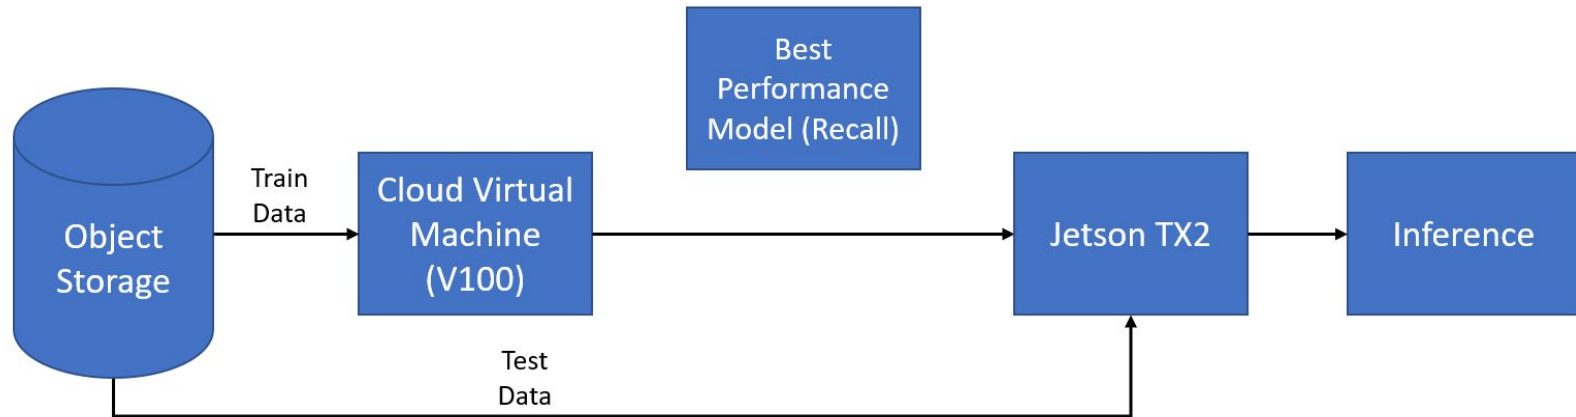 Best
Performance
Model (Recall)
Train
Data
Cloud Virtual
Machine
(V100)
Object
Storage
Jetson TX2
Inference
Test
Data